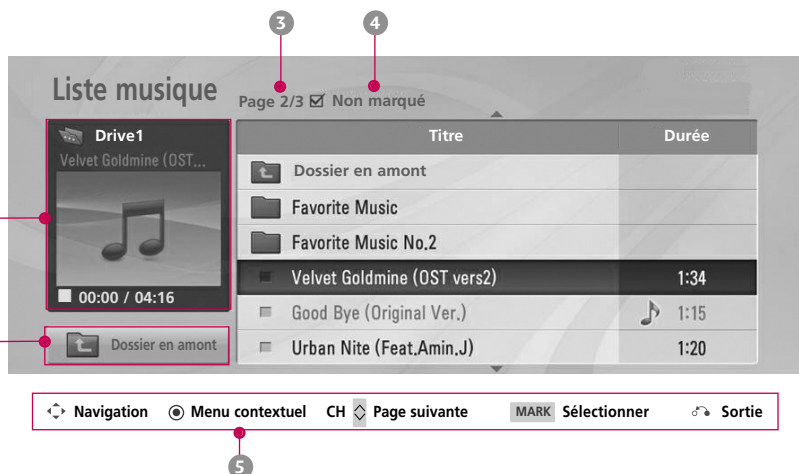 3 4
Liste musique
Page 2/3 Non marqué
Drive1
Velvet Goldmine (OST...
00:00 / 04:16
Dossier en amont
Titre Durée
Dossier en amont
Favorite Music
Favorite Music No.2
Velvet Goldmine (OST vers2) 1:34
Good Bye (Original Ver.) 1:15
Urban Nite (Feat.Amin.J) 1:20
Navigation Menu contextuel CH Page suivante MARK Sélectionner Sortie
5